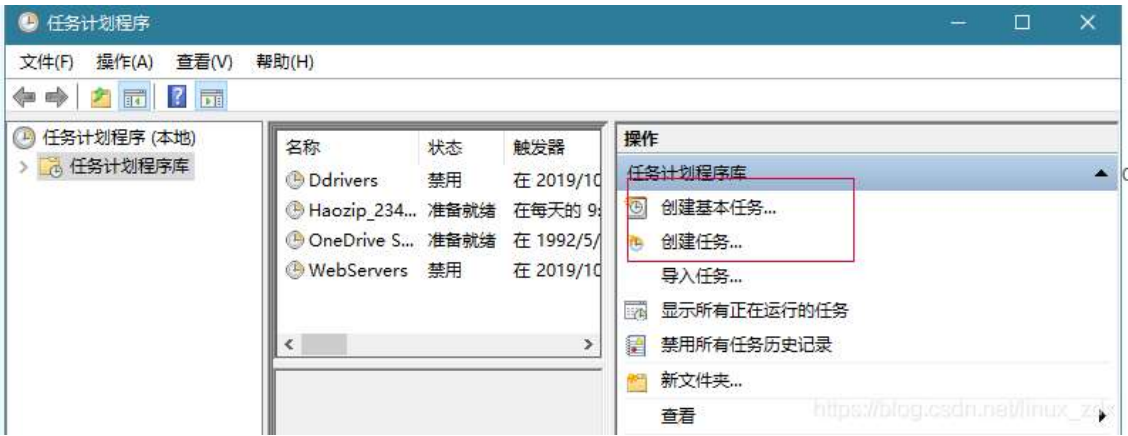 任务计划程序
文件(F) 操作(A) 查看(V) 帮助(H)
任务计划程序 (本地)
任务计划程序库
名称 状态 触发器
Ddrivers 禁用 在 2019/10
Haozip_234... 准备就绪 在每天的 9:
OneDrive S... 准备就绪 在 1992/5/
WebServers 禁用 在 2019/10
操作
任务计划程序库
创建基本任务...
创建任务...
导入任务...
显示所有正在运行的任务
禁用所有任务历史记录
新文件夹...
查看
https://blog.csdn.net/linux_zdx